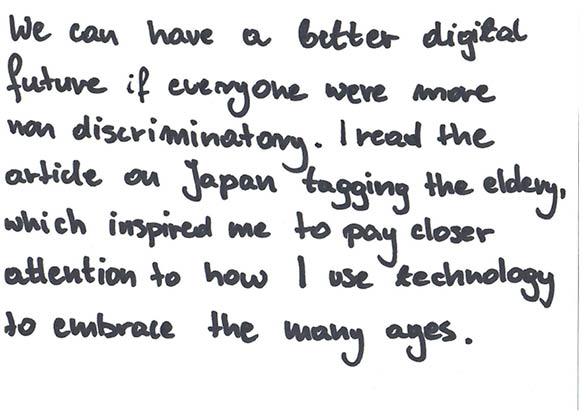 We can have a better digital
future if everyone were more
non discriminatory. I read the
article on Japan tagging the eldery,
which inspired me to pay closer
attention to how I use technology
to embrace the many ages.